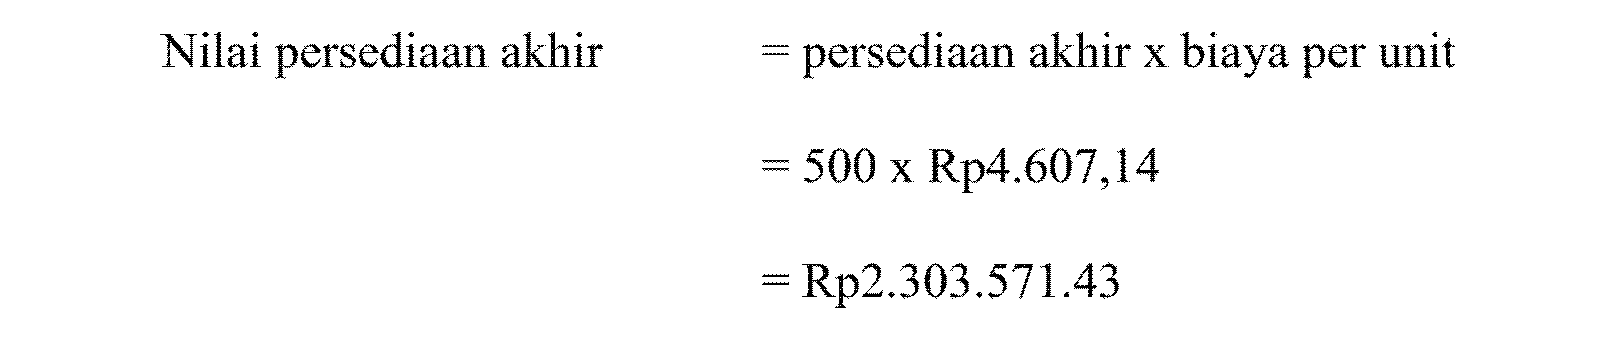 Nilai persediaan akhir = persediaan akhir x biaya per unit
= 500 x Rp4.607,14
= Rp2.303.571.43